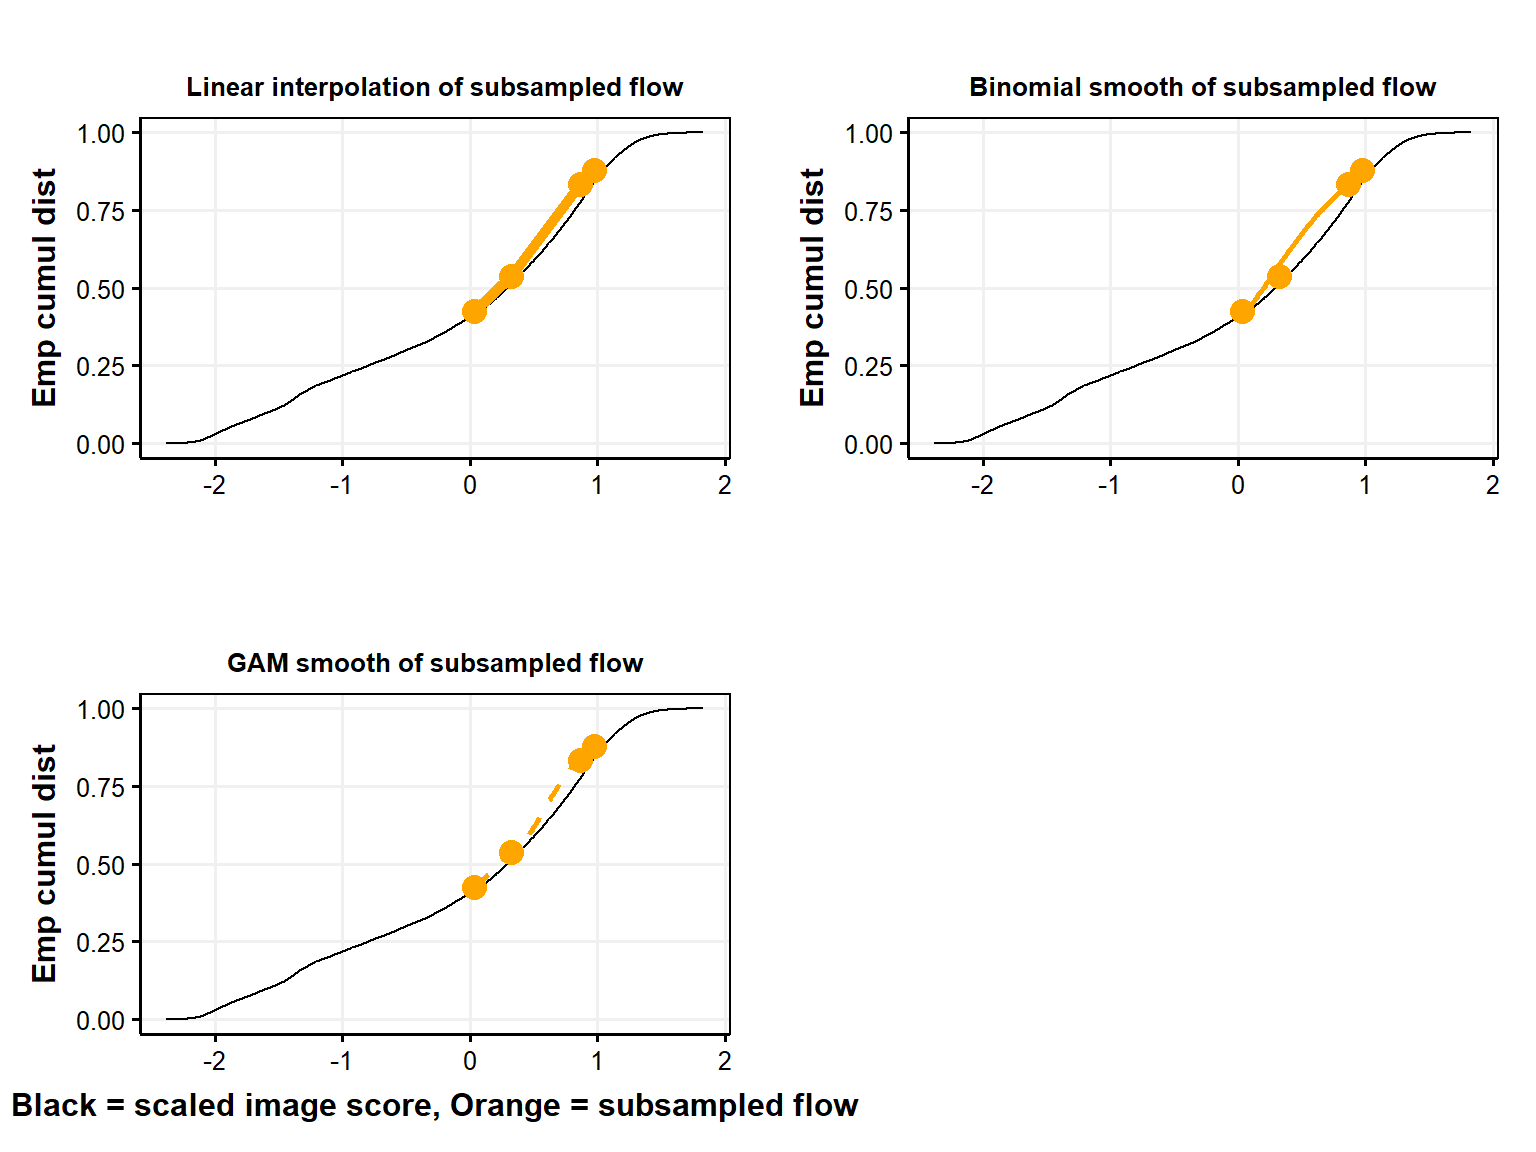 Linear interpolation of subsampled flow
Emp cumul dist
1.00
0.75
0.50
0.25
0.00
-2 -1 0 1 2
Binomial smooth of subsampled flow
Emp cumul dist
1.00
0.75
0.50
0.25
0.00
-2 -1 0 1 2
GAM smooth of subsampled flow
Emp cumul dist
1.00
0.75
0.50
0.25
0.00
-2 -1 0 1 2
Black = scaled image score, Orange = subsampled flow